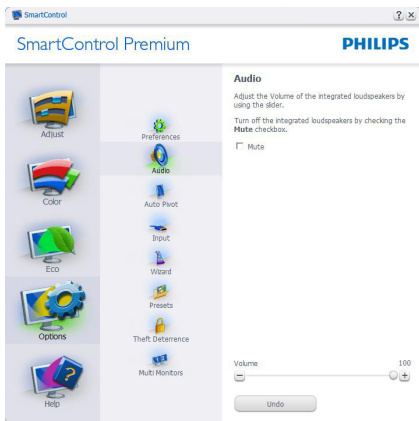 SmartControl
SmartControl Premium
PHILIPS
Adjust
Color
Eco
Options
Help
Preferences
Audio
Auto Pivot
Input
Wizard
Presets
Theft Deterrence
Multi Monitors
Audio
Adjust the Volume of the integrated loudspeakers by
using the slider.
Turn off the integrated loudspeakers by checking the
Mute checkbox.
Mute
Volume 100
Undo